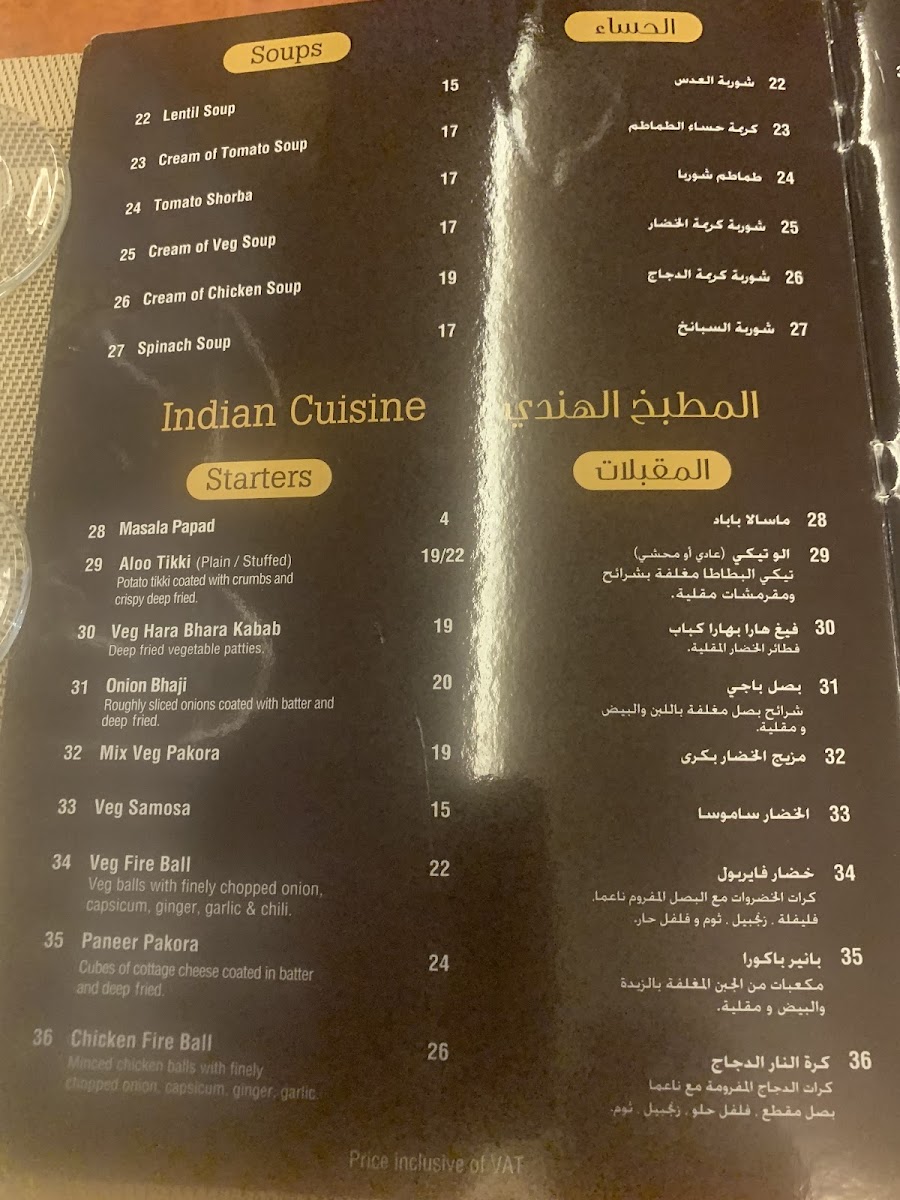 Soups
22 Lentil Soup 15
23 Cream of Tomato Soup 17
24 Tomato Shorba 17
25 Cream of Veg Soup 17
26 Cream of Chicken Soup 19
27 Spinach Soup 17
الحساء
22 شوربة العدس
23 كريمة حساء الطماطم
24 طماطم شوربا
25 شوربة كريمة الخضار
26 شوربة كريمة الدجاج
27 شوربة السبانخ
Indian Cuisine
المطبخ الهندي
Starters
28 Masala Papad 4
29 Aloo Tikki (Plain / Stuffed) 19/22
Potato tikki coated with crumbs and
crispy deep fried.
30 Veg Hara Bhara Kabab 19
Deep fried vegetable patties.
31 Onion Bhaji 20
Roughly sliced onions coated with batter and
deep fried.
32 Mix Veg Pakora 19
33 Veg Samosa 15
34 Veg Fire Ball 22
Veg balls with finely chopped onion,
capsicum, ginger, garlic & chili.
35 Paneer Pakora 24
Cubes of cottage cheese coated in batter
and deep fried.
36 Chicken Fire Ball 26
Minced chicken balls with finely
chopped onion, capsicum, ginger, garlic.
المقبلات
28 ماسالا باباد
29 الو تيكي (عادي أو محشي)
تيكي البطاطا مغلفة بشرائح
ومقرمشات مقلية.
30 فيغ هارا بهارا كباب
فطائر الخضار المقلية.
31 بصل باجي
شرائح بصل مغلفة باللبن والبيض
و مقلية.
32 مزيج الخضار بكرى
33 الخضار ساموسا
34 خضار فايربول
كرات الخضروات مع البصل المفروم ناعما.
فليفلة . زنجبيل . ثوم و فلفل حار.
35 بانير باكورا
مكعبات من الجبن المغلفة بالزبدة
والبيض و مقلية.
36 كرة النار الدجاج
كرات الدجاج المفرومة مع ناعما
بصل مقطع . فلفل حلو . زنجبيل . ثوم.
Price inclusive of VAT